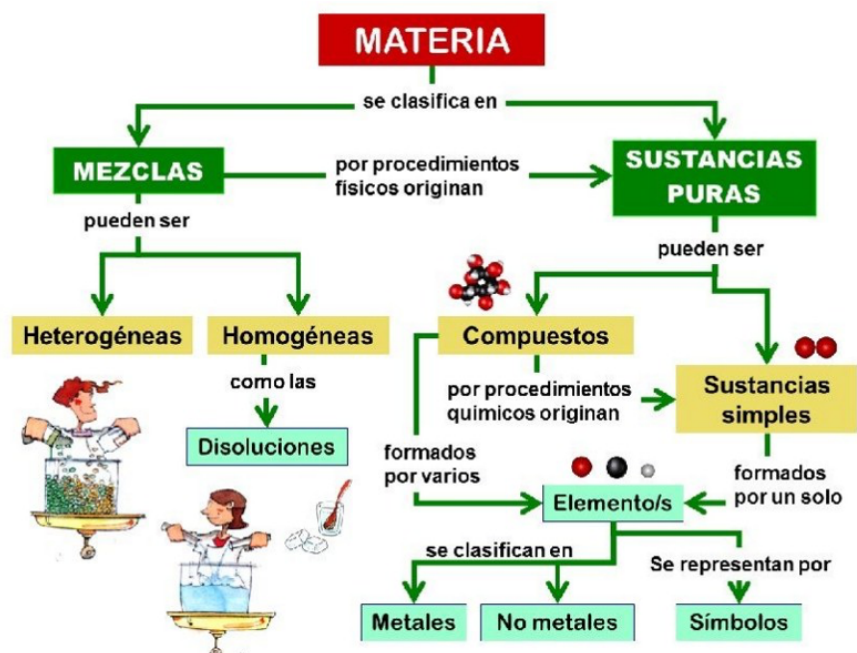 MATERIA
se clasifica en
MEZCLAS
por procedimientos
físicos originan
SUSTANCIAS
PURAS
pueden ser
pueden ser
Heterogéneas
Homogéneas
Compuestos
como las
por procedimientos
químicos originan
Sustancias
simples
Disoluciones
formados
por varios
formados
por un solo
Elemento/s
se clasifican en
Se representan por
Metales
No metales
Símbolos